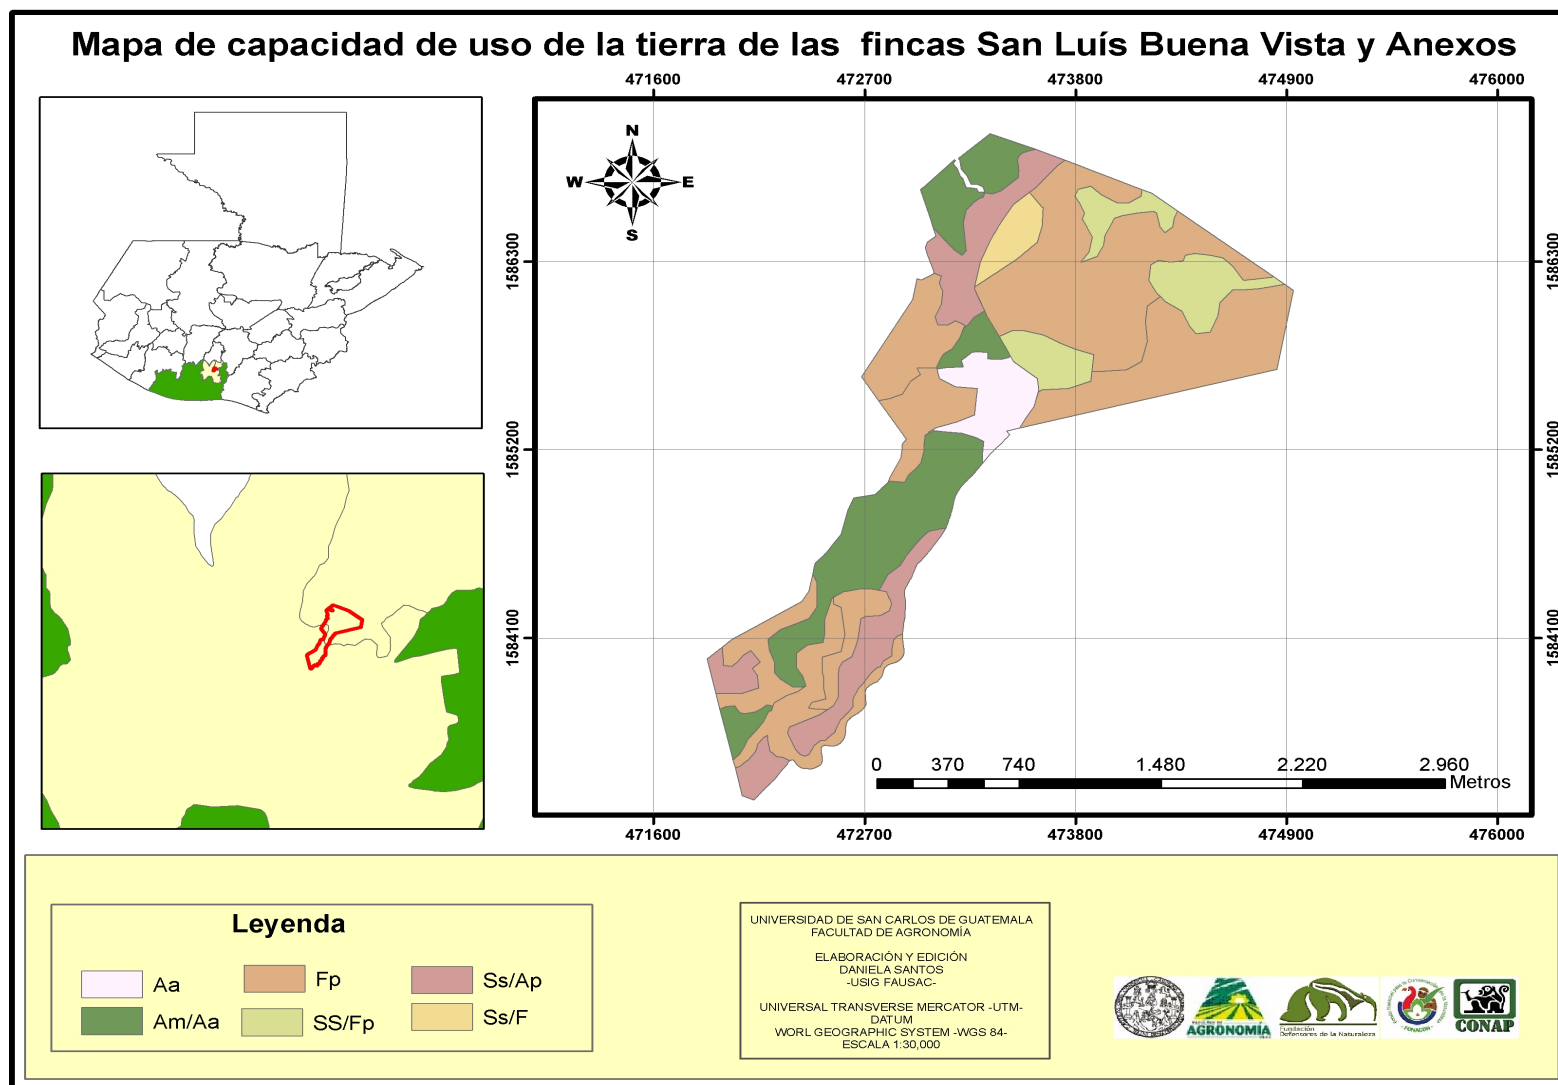 Mapa de capacidad de uso de la tierra de las fincas San Luís Buena Vista y Anexos
471600 472700 473800 474900 476000
N
W E
S
1586300 1586300
1585200 1585200
1584100 1584100
0 370 740 1.480 2.220 2.960
Metros
471600 472700 473800 474900 476000
Leyenda
Aa Fp Ss/Ap
Am/Aa SS/Fp Ss/F
UNIVERSIDAD DE SAN CARLOS DE GUATEMALA
FACULTAD DE AGRONOMÍA
ELABORACIÓN Y EDICIÓN
DANIELA SANTOS
-USIG FAUSAC-
UNIVERSAL TRANSVERSE MERCATOR -UTM-
DATUM
WORL GEOGRAPHIC SYSTEM -WGS 84-
ESCALA 1:30,000
AGRONOMÍA
Fundación
Defensores de la Naturaleza
CONAP